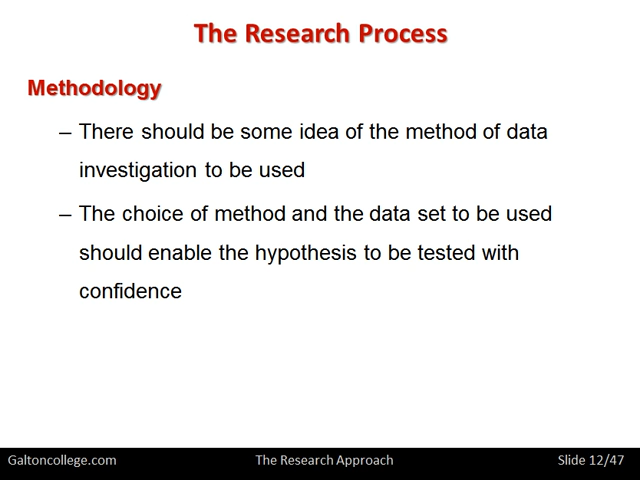 The Research Process
Methodology
– There should be some idea of the method of data
investigation to be used
– The choice of method and the data set to be used
should enable the hypothesis to be tested with
confidence
Galtoncollege.com
The Research Approach
Slide 12/47